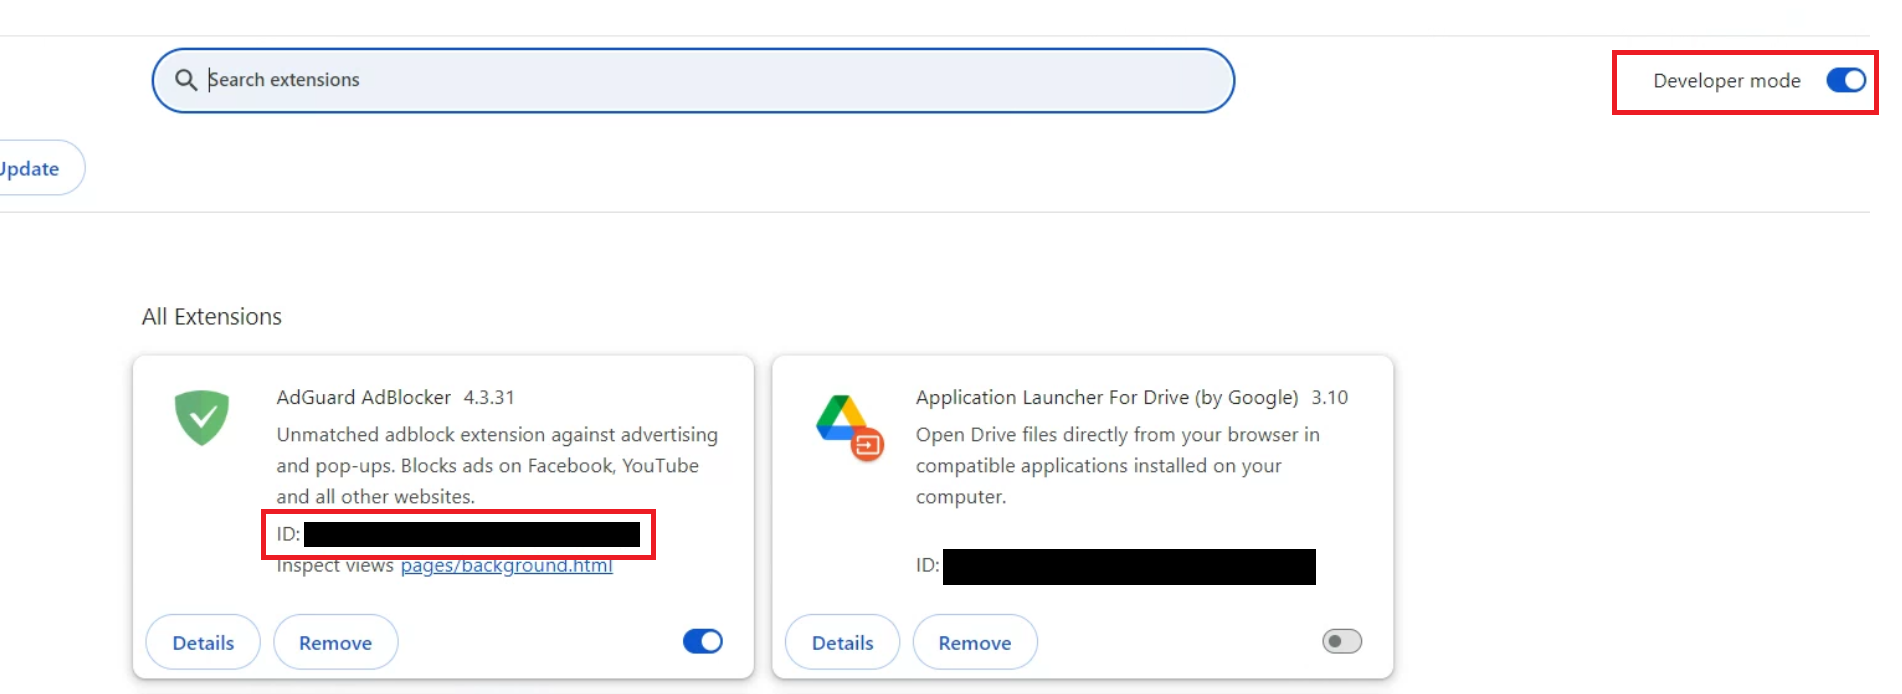 Search extensions
Developer mode
Update
All Extensions
AdGuard AdBlocker 4.3.31
Unmatched adblock extension against advertising
and pop-ups. Blocks ads on Facebook, YouTube
and all other websites.
ID:
Inspect views pages/background.html
Details
Remove
Application Launcher For Drive (by Google) 3.10
Open Drive files directly from your browser in
compatible applications installed on your
computer.
ID:
Details
Remove